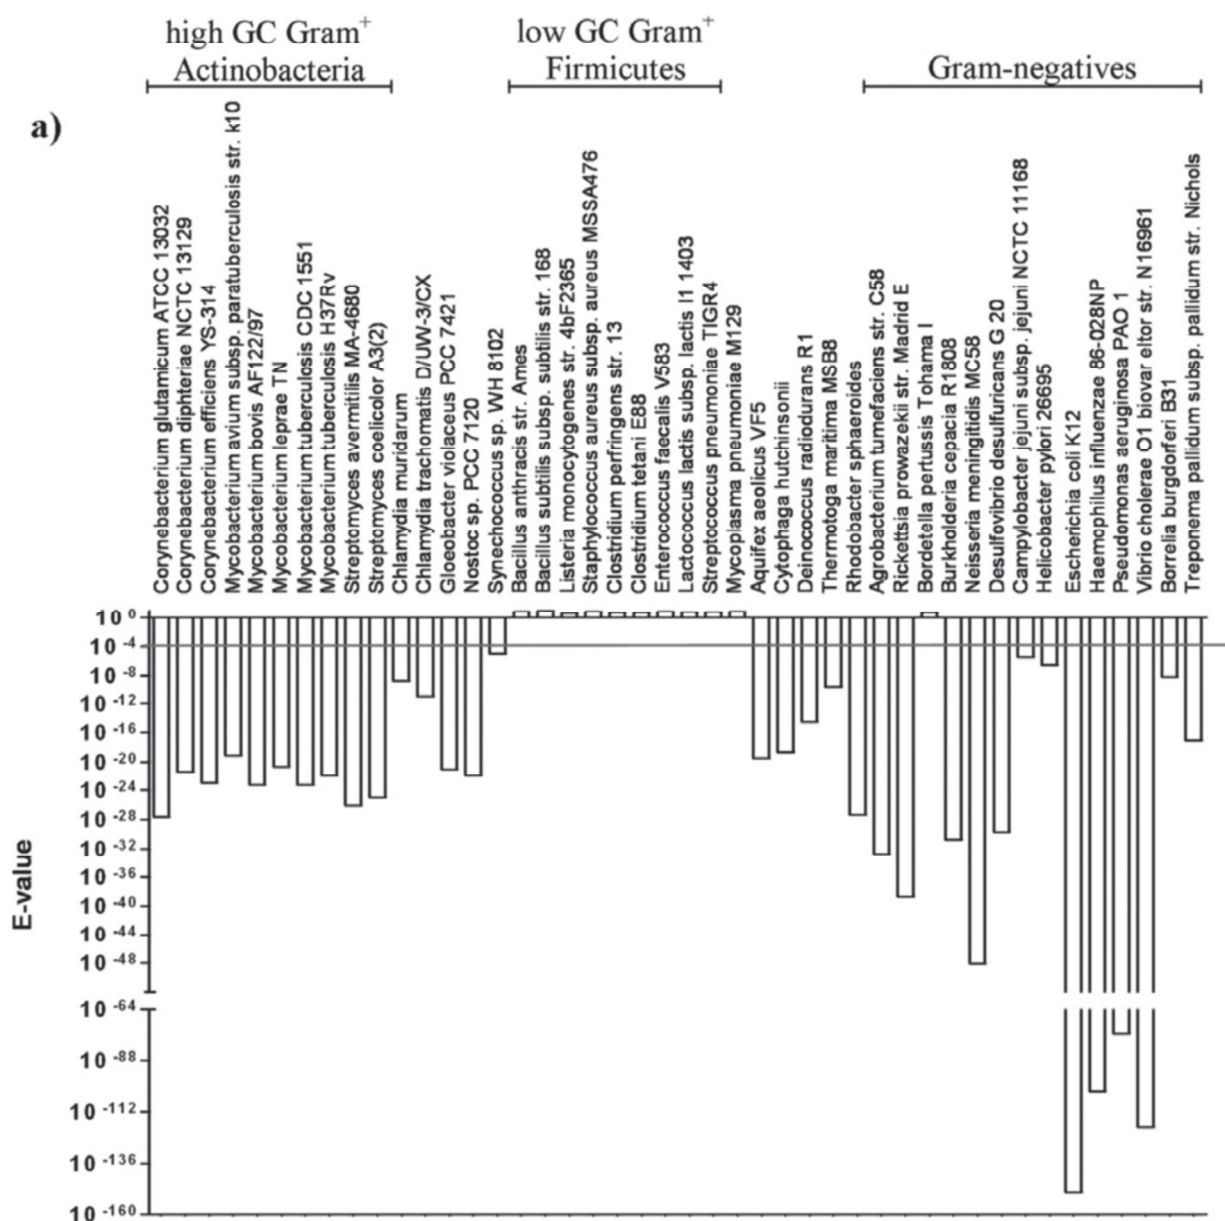 high GC Gram⁺
Actinobacteria
low GC Gram⁺
Firmicutes
Gram-negatives
a)
Corynebacterium glutamicum ATCC 13032
Corynebacterium diphteriae NCTC 13129
Corynebacterium efficiens YS-314
Mycobacterium avium subsp. paratuberculosis str. k10
Mycobacterium bovis AF122/97
Mycobacterium leprae TN
Mycobacterium tuberculosis CDC 1551
Mycobacterium tuberculosis H37Rv
Streptomyces avermitilis MA-4680
Streptomyces coelicolor A3(2)
Chlamydia muridarum
Chlamydia trachomatis D/UW-3/CX
Gloeobacter violaceus PCC 7421
Nostoc sp. PCC 7120
Synechococcus sp. WH 8102
Bacillus anthracis str. Ames
Bacillus subtilis subsp. subtilis str. 168
Listeria monocytogenes str. 4bF2365
Staphylococcus aureus subsp. aureus MSSA476
Clostridium perfringens str. 13
Clostridium tetani E88
Enterococcus faecalis V583
Lactococcus lactis subsp. lactis I1 1403
Streptococcus pneumoniae TIGR4
Mycoplasma pneumoniae M129
Aquifex aeolicus VF5
Cytophaga hutchinsonii
Deinococcus radiodurans R1
Thermotoga maritima MSB8
Rhodobacter sphaeroides
Agrobacterium tumefaciens str. C58
Rickettsia prowazekii str. Madrid E
Bordetella pertussis Tohama I
Burkholderia cepacia R1808
Neisseria meningitidis MC58
Desulfovibrio desulfuricans G 20
Campylobacter jejuni subsp. jejuni NCTC 11168
Helicobacter pylori 26695
Escherichia coli K12
Haemophilus influenzae 86-028NP
Pseudomonas aeruginosa PAO 1
Vibrio cholerae O1 biovar eltor str. N16961
Borrelia burgdorferi B31
Treponema pallidum subsp. pallidum str. Nichols
E-value
10⁰
10⁻⁴
10⁻⁸
10⁻¹²
10⁻¹⁶
10⁻²⁰
10⁻²⁴
10⁻²⁸
10⁻³²
10⁻³⁶
10⁻⁴⁰
10⁻⁴⁴
10⁻⁴⁸
10⁻⁶⁴
10⁻⁸⁸
10⁻¹¹²
10⁻¹³⁶
10⁻¹⁶⁰